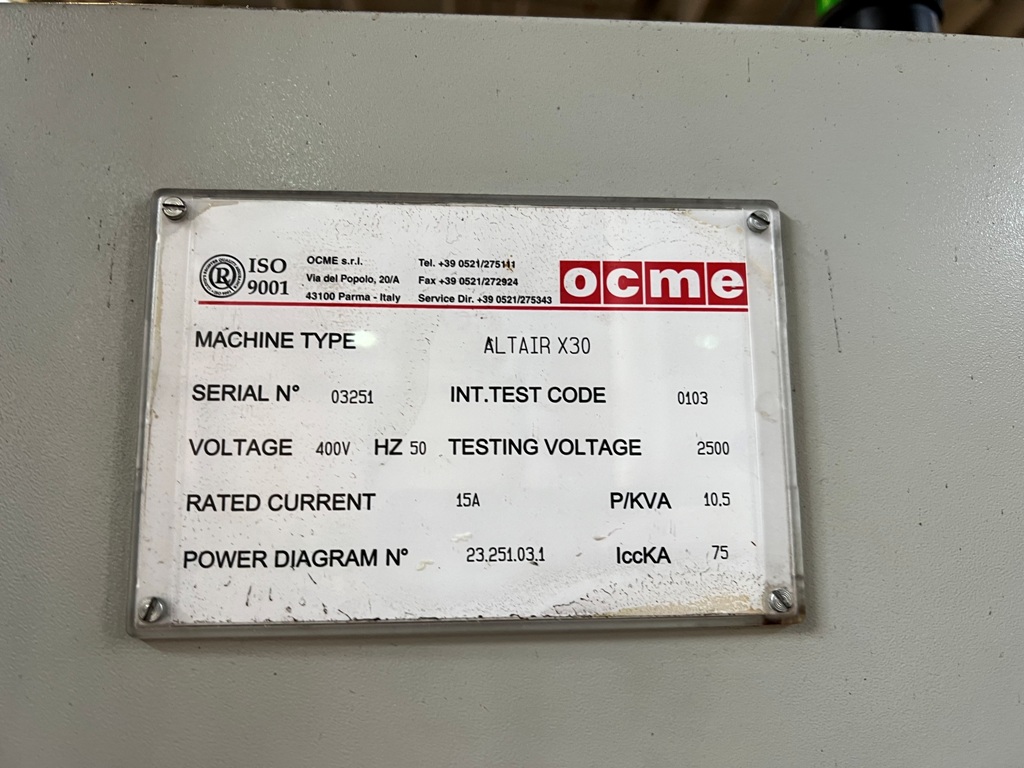 ISO
9001
OCME s.r.l.
Via del Popolo, 20/A
43100 Parma - Italy
Tel. +39 0521/275111
Fax +39 0521/272924
Service Dir. +39 0521/275343
ocme
MACHINE TYPE ALTAIR X30
SERIAL N° 03251 INT.TEST CODE 0103
VOLTAGE 400V HZ 50 TESTING VOLTAGE 2500
RATED CURRENT 15A P/KVA 10,5
POWER DIAGRAM N° 23.251.03.1 IccKA 75